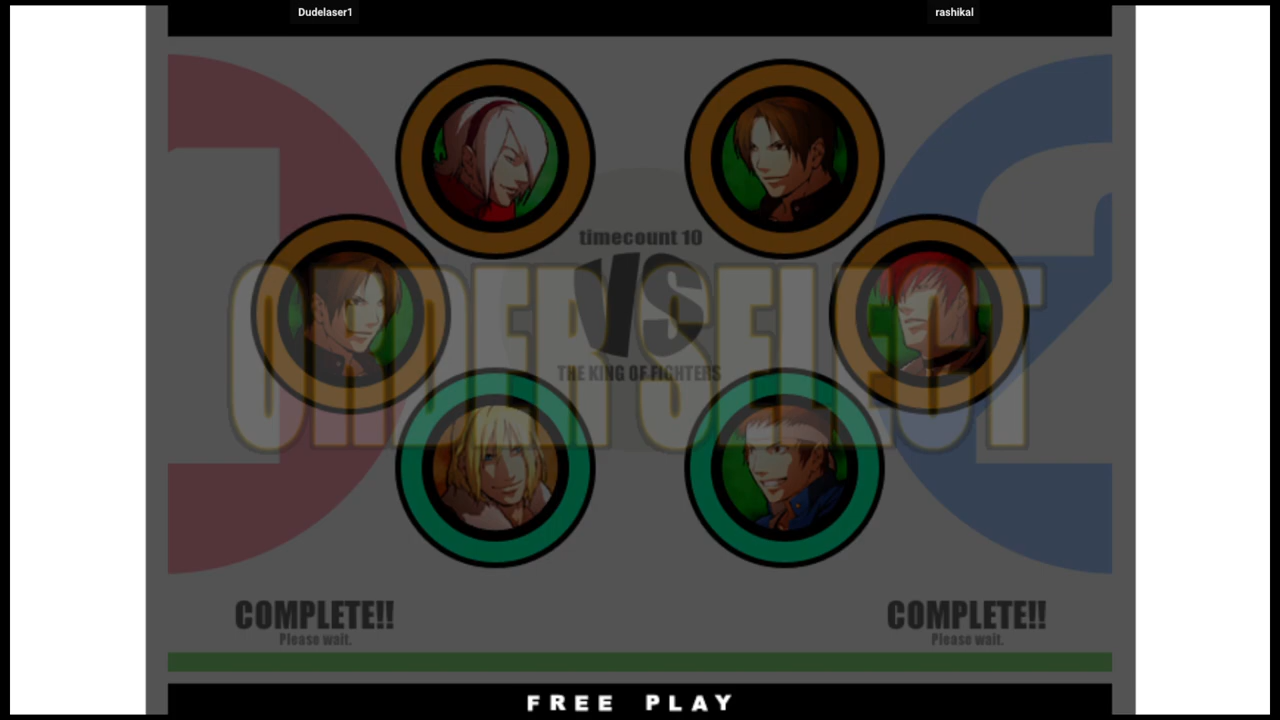 Dudelaser1
rashikal
timecount 10
VS
ORDER SELECT
THE KING OF FIGHTERS
COMPLETE!!
Please wait.
COMPLETE!!
Please wait.
FREE PLAY